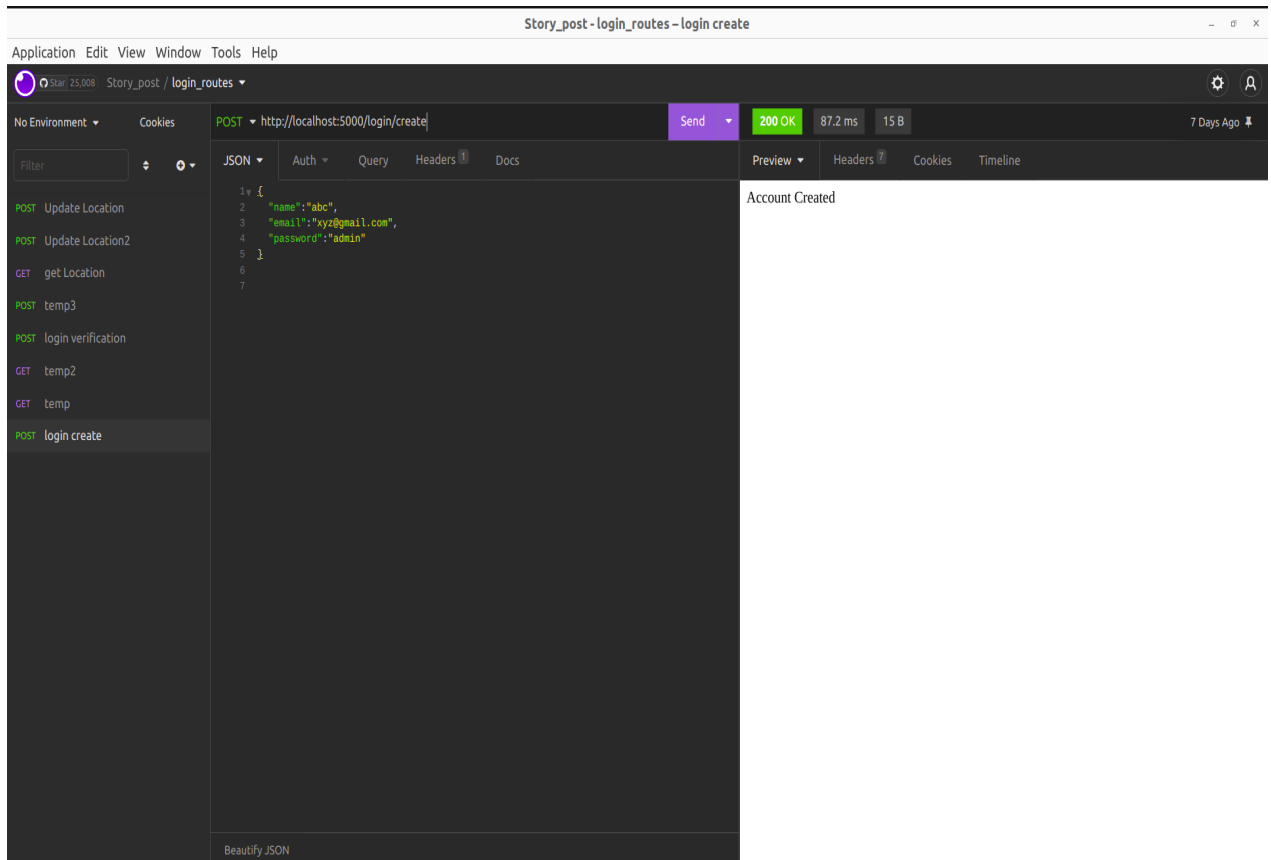 Story_post - login_routes – login create
Application Edit View Window Tools Help
Star 25,008 Story_post / login_routes
No Environment Cookies
POST http://localhost:5000/login/create Send
200 OK 87.2 ms 15 B 7 Days Ago
Filter
JSON Auth Query Headers 1 Docs
Preview Headers 7 Cookies Timeline
POST Update Location
POST Update Location2
GET get Location
POST temp3
POST login verification
GET temp2
GET temp
POST login create
1 {
2 "name":"abc",
3 "email":"xyz@gmail.com",
4 "password":"admin"
5 }
6
7
Beautify JSON
Account Created